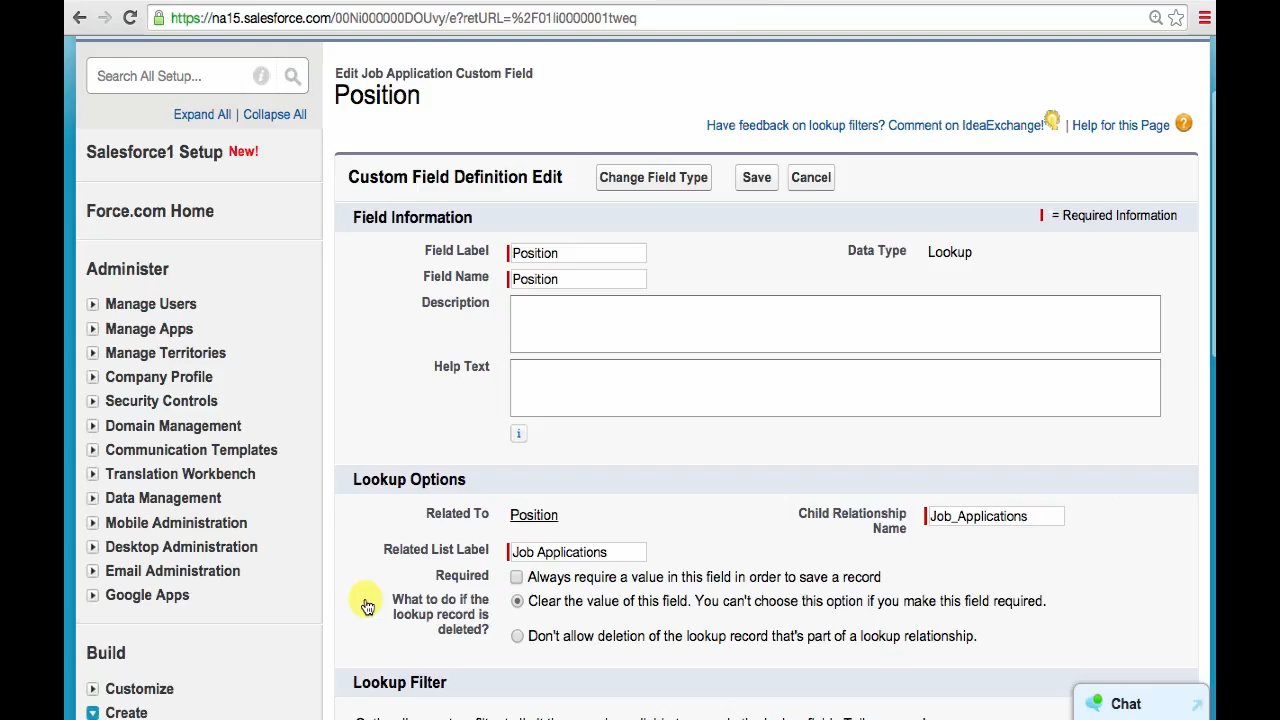 https://na15.salesforce.com/00Ni000000DOUvy/e?retURL=%2F01Ii0000001tweq
Search All Setup...
Expand All | Collapse All
Salesforce1 Setup New!
Force.com Home
Administer
Manage Users
Manage Apps
Manage Territories
Company Profile
Security Controls
Domain Management
Communication Templates
Translation Workbench
Data Management
Mobile Administration
Desktop Administration
Email Administration
Google Apps
Build
Customize
Create
Edit Job Application Custom Field
Position
Have feedback on lookup filters? Comment on IdeaExchange! | Help for this Page
Custom Field Definition Edit Change Field Type Save Cancel
Field Information = Required Information
Field Label Position Data Type Lookup
Field Name Position
Description
Help Text
Lookup Options
Related To Position Child Relationship Name Job_Applications
Related List Label Job Applications
Required Always require a value in this field in order to save a record
What to do if the lookup record is deleted? Clear the value of this field. You can't choose this option if you make this field required.
Don't allow deletion of the lookup record that's part of a lookup relationship.
Lookup Filter
Chat